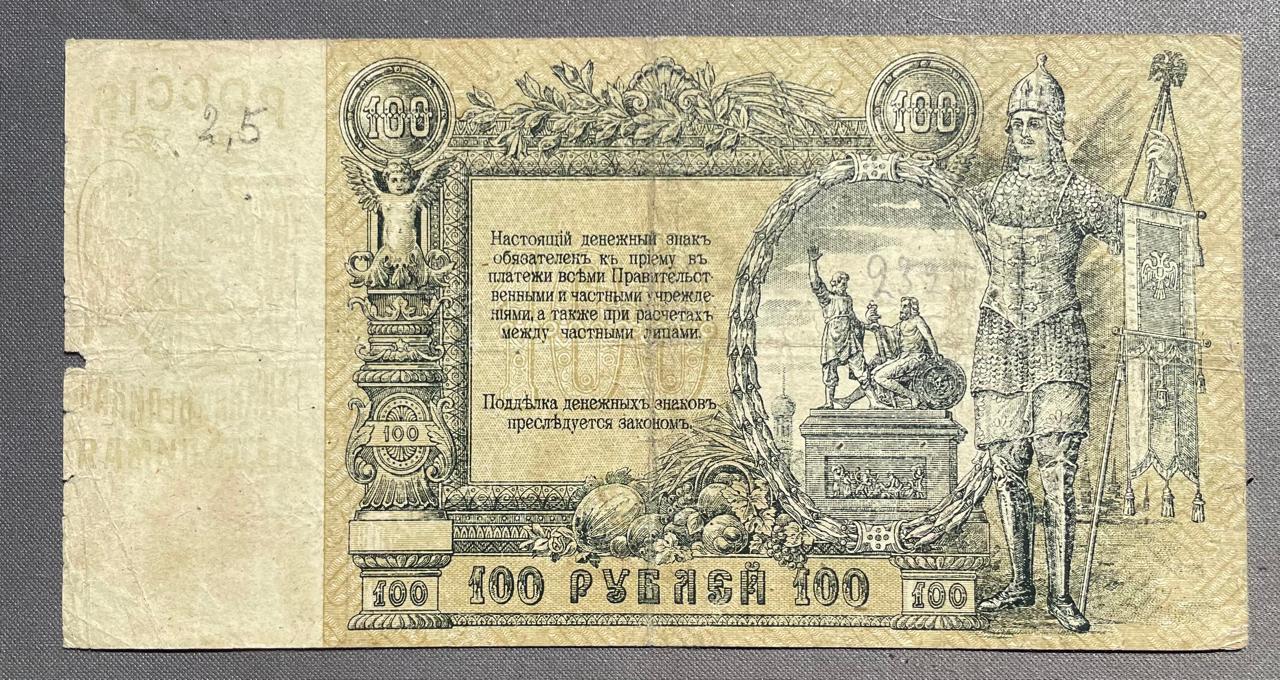 100
100
2,5
Настоящій денежный знакъ
обязателенъ къ пріему въ
платежи всѣми Правительст-
венными и частными учрежде-
ніями, а также при расчетахъ
между частными лицами.
100
Поддѣлка денежныхъ знаковъ
преслѣдуется закономъ.
100
100
100 РУБЛЕЙ 100
100